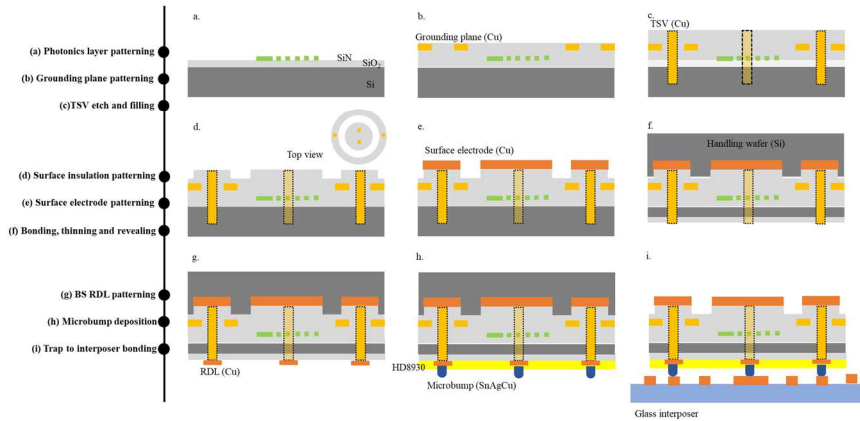 (a) Photonics layer patterning
(b) Grounding plane patterning
(c)TSV etch and filling
(d) Surface insulation patterning
(e) Surface electrode patterning
(f) Bonding, thinning and revealing
(g) BS RDL patterning
(h) Microbump deposition
(i) Trap to interposer bonding
a.
SiN
SiO2
Si
b.
Grounding plane (Cu)
c.
TSV (Cu)
d.
Top view
e.
Surface electrode (Cu)
f.
Handling wafer (Si)
g.
RDL (Cu)
h.
HD8930
Microbump (SnAgCu)
i.
Glass interposer